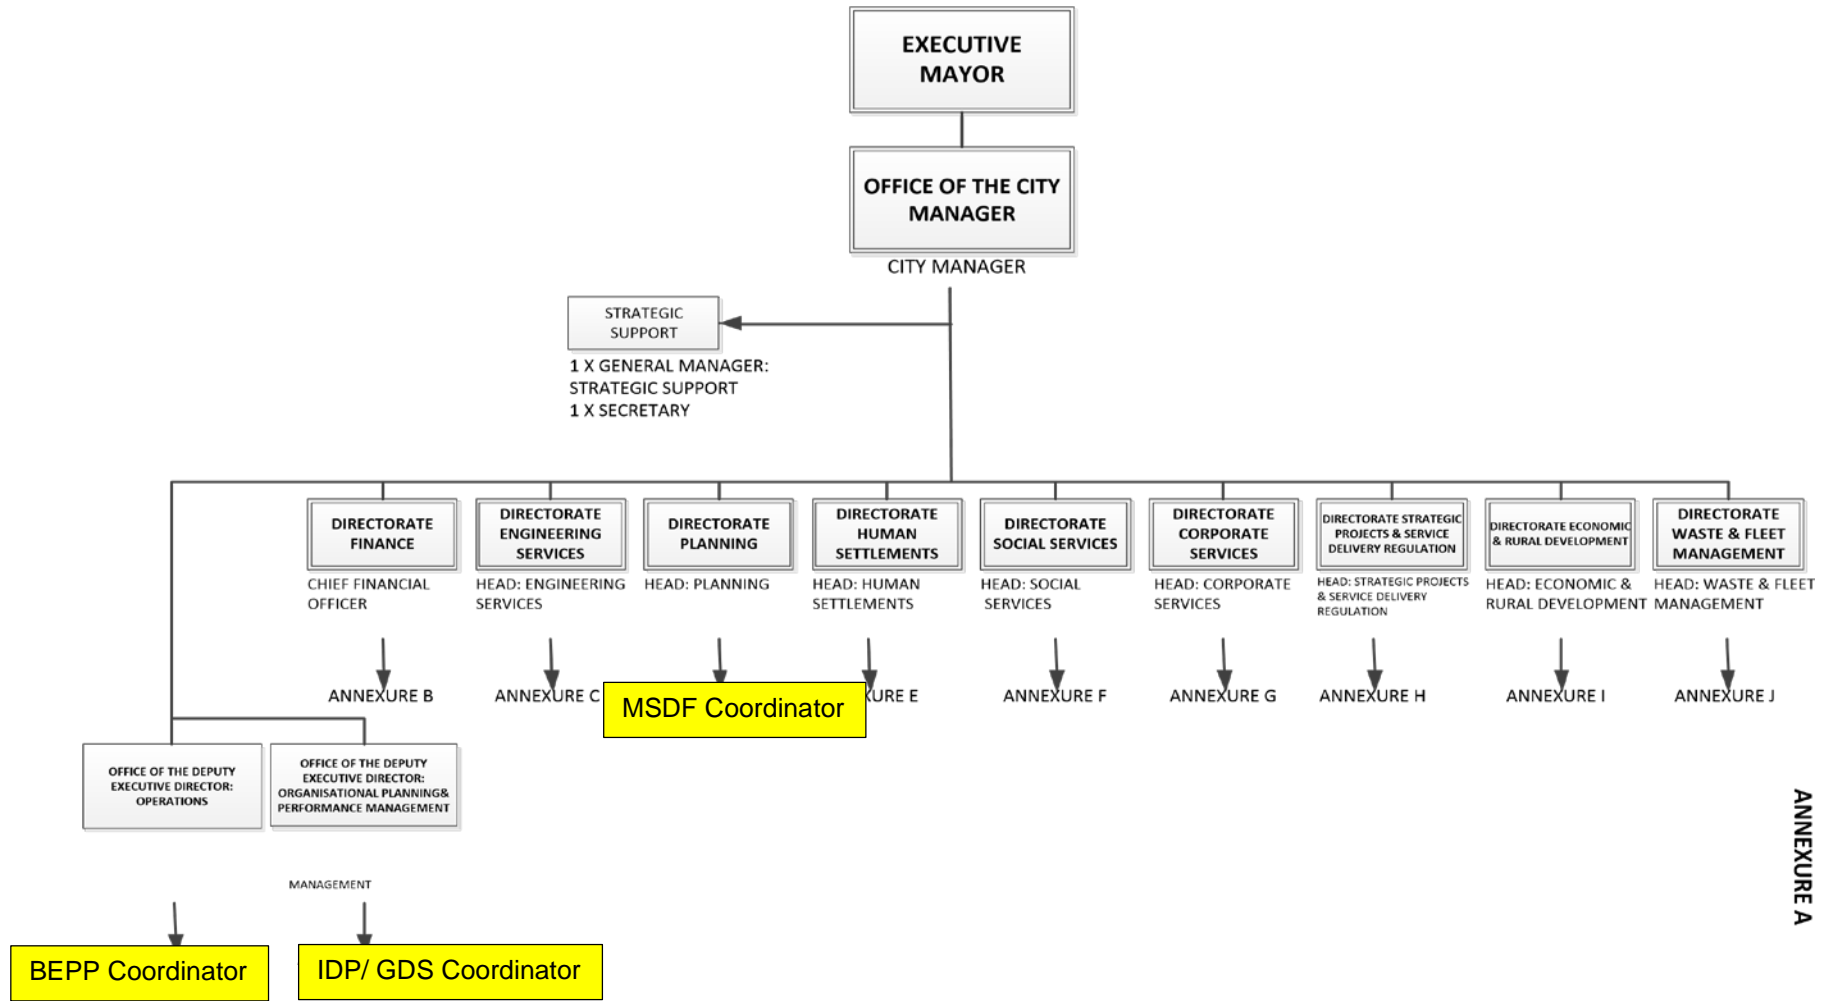 EXECUTIVE
MAYOR
OFFICE OF THE CITY
MANAGER
CITY MANAGER
STRATEGIC
SUPPORT
1 X GENERAL MANAGER:
STRATEGIC SUPPORT
1 X SECRETARY
DIRECTORATE
FINANCE
CHIEF FINANCIAL
OFFICER
ANNEXURE B
DIRECTORATE
ENGINEERING
SERVICES
HEAD: ENGINEERING
SERVICES
ANNEXURE C
DIRECTORATE
PLANNING
HEAD: PLANNING
MSDF Coordinator
DIRECTORATE
HUMAN
SETTLEMENTS
HEAD: HUMAN
SETTLEMENTS
XURE E
DIRECTORATE
SOCIAL SERVICES
HEAD: SOCIAL
SERVICES
ANNEXURE F
DIRECTORATE
CORPORATE
SERVICES
HEAD: CORPORATE
SERVICES
ANNEXURE G
DIRECTORATE STRATEGIC
PROJECTS & SERVICE
DELIVERY REGULATION
HEAD: STRATEGIC PROJECTS
& SERVICE DELIVERY
REGULATION
ANNEXURE H
DIRECTORATE ECONOMIC
& RURAL DEVELOPMENT
HEAD: ECONOMIC &
RURAL DEVELOPMENT
ANNEXURE I
DIRECTORATE
WASTE & FLEET
MANAGEMENT
HEAD: WASTE & FLEET
MANAGEMENT
ANNEXURE J
OFFICE OF THE DEPUTY
EXECUTIVE DIRECTOR:
OPERATIONS
OFFICE OF THE DEPUTY
EXECUTIVE DIRECTOR:
ORGANISATIONAL PLANNING&
PERFORMANCE MANAGEMENT
MANAGEMENT
BEPP Coordinator
IDP/ GDS Coordinator
ANNEXURE A